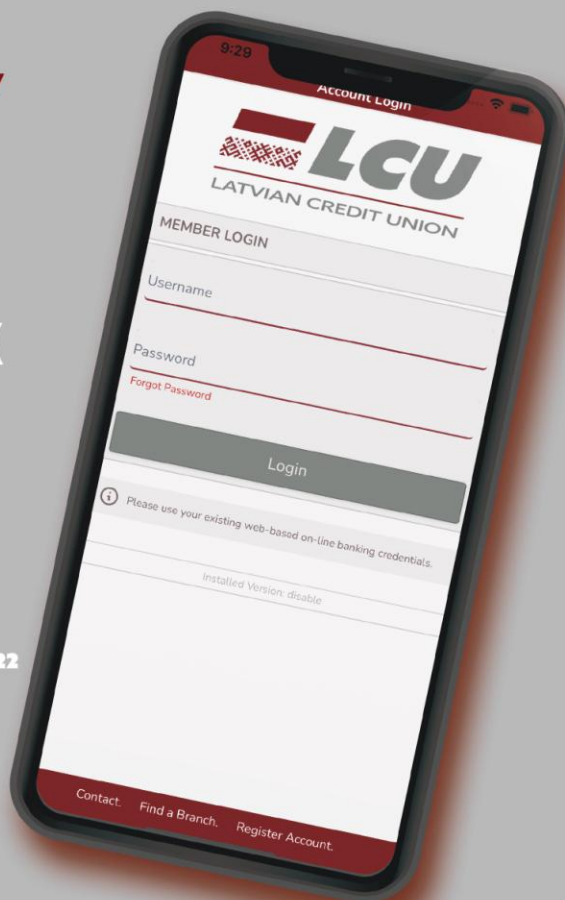 9:29
Account Login
LCU
LATVIAN CREDIT UNION
MEMBER LOGIN
Username
Password
Forgot Password
Login
Please use your existing web-based on-line banking credentials.
Installed Version: disable
22
Contact. Find a Branch. Register Account.